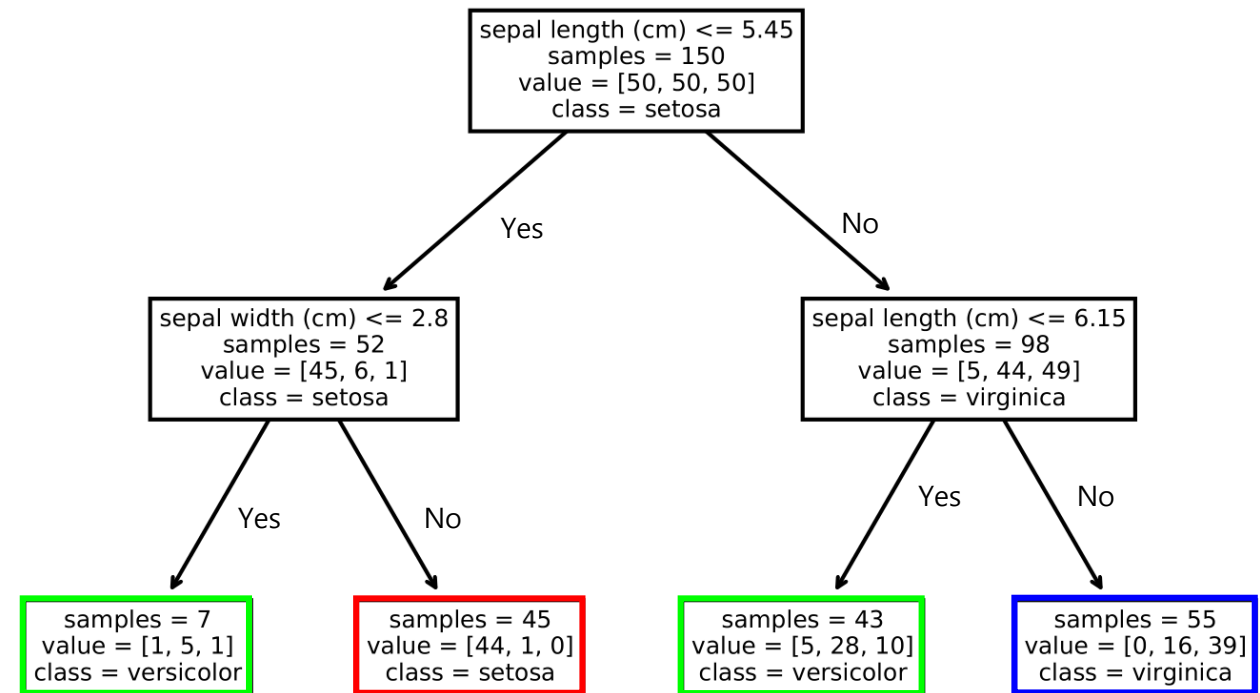 sepal length (cm) <= 5.45
samples = 150
value = [50, 50, 50]
class = setosa
Yes
No
sepal width (cm) <= 2.8
samples = 52
value = [45, 6, 1]
class = setosa
sepal length (cm) <= 6.15
samples = 98
value = [5, 44, 49]
class = virginica
Yes
No
Yes
No
samples = 7
value = [1, 5, 1]
class = versicolor
samples = 45
value = [44, 1, 0]
class = setosa
samples = 43
value = [5, 28, 10]
class = versicolor
samples = 55
value = [0, 16, 39]
class = virginica